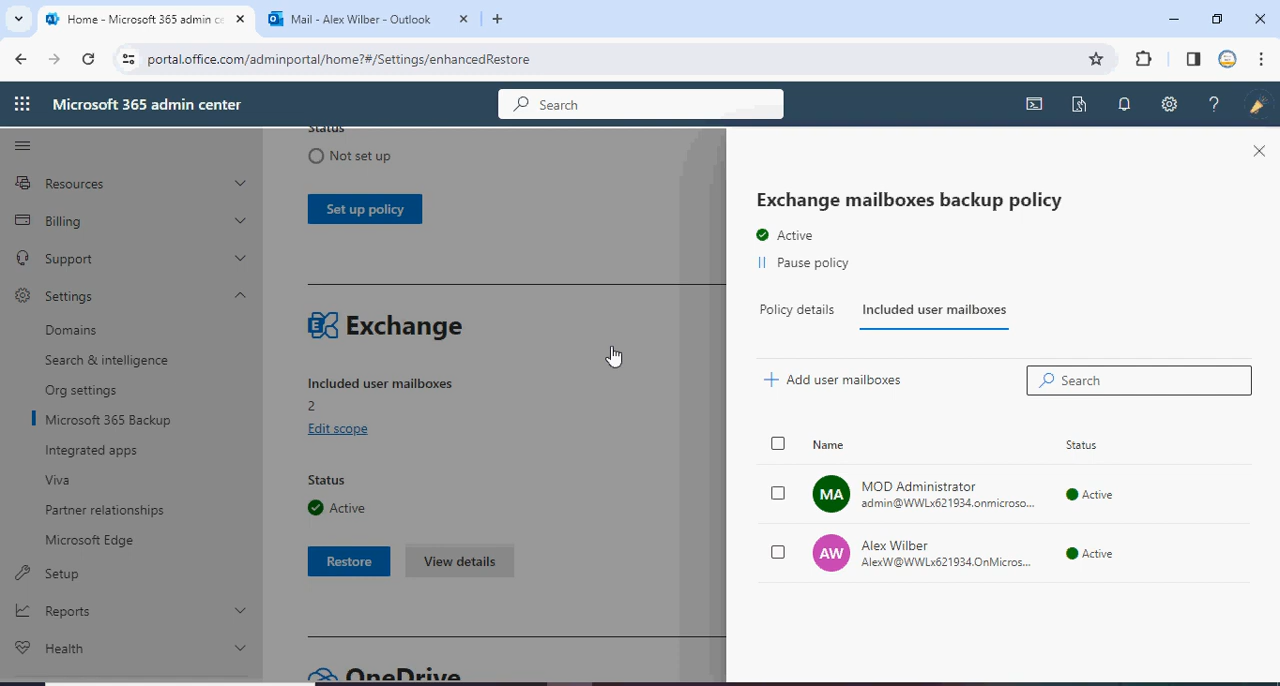 Home - Microsoft 365 admin ce
Mail - Alex Wilber - Outlook
portal.office.com/adminportal/home?#/Settings/enhancedRestore
Microsoft 365 admin center
Search
Resources
Billing
Support
Settings
Domains
Search & intelligence
Org settings
Microsoft 365 Backup
Integrated apps
Viva
Partner relationships
Microsoft Edge
Setup
Reports
Health
Status
Not set up
Set up policy
Exchange
Included user mailboxes
2
Edit scope
Status
Active
Restore View details
OneDrive
Exchange mailboxes backup policy
Active
Pause policy
Policy details Included user mailboxes
Add user mailboxes Search
Name Status
MA MOD Administrator Active
admin@WWLx621934.onmicroso...
AW Alex Wilber Active
AlexW@WWLx621934.OnMicros...